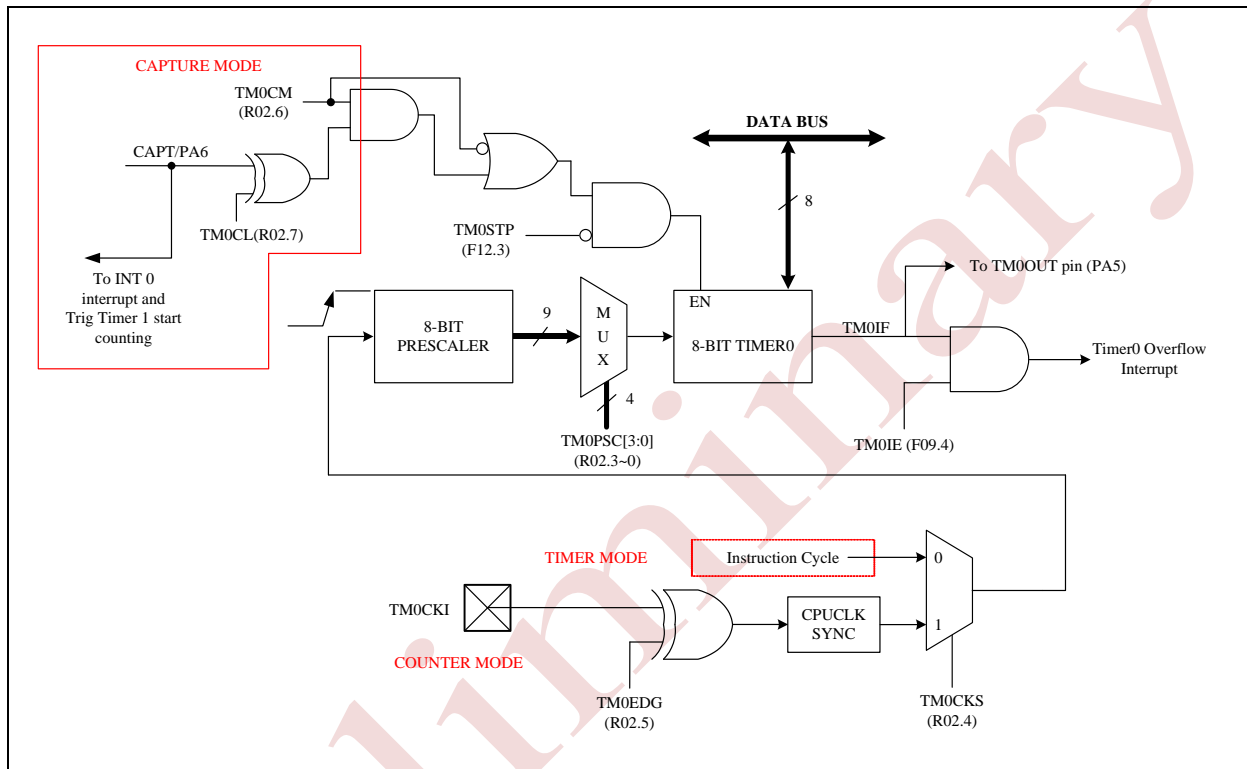 CAPTURE MODE
TM0CM
(R02.6)
DATA BUS
CAPT/PA6
8
TM0CL(R02.7)
TM0STP
(F12.3)
To INT 0
interrupt and
Trig Timer 1 start
counting
To TM0OUT pin (PA5)
EN
8-BIT
PRESCALER
9
M
U
X
8-BIT TIMER0
TM0IF
Timer0 Overflow
Interrupt
4
TM0PSC[3:0]
(R02.3~0)
TM0IE (F09.4)
TIMER MODE
Instruction Cycle
0
TM0CKI
CPUCLK
SYNC
1
COUNTER MODE
TM0EDG
(R02.5)
TM0CKS
(R02.4)
liminary